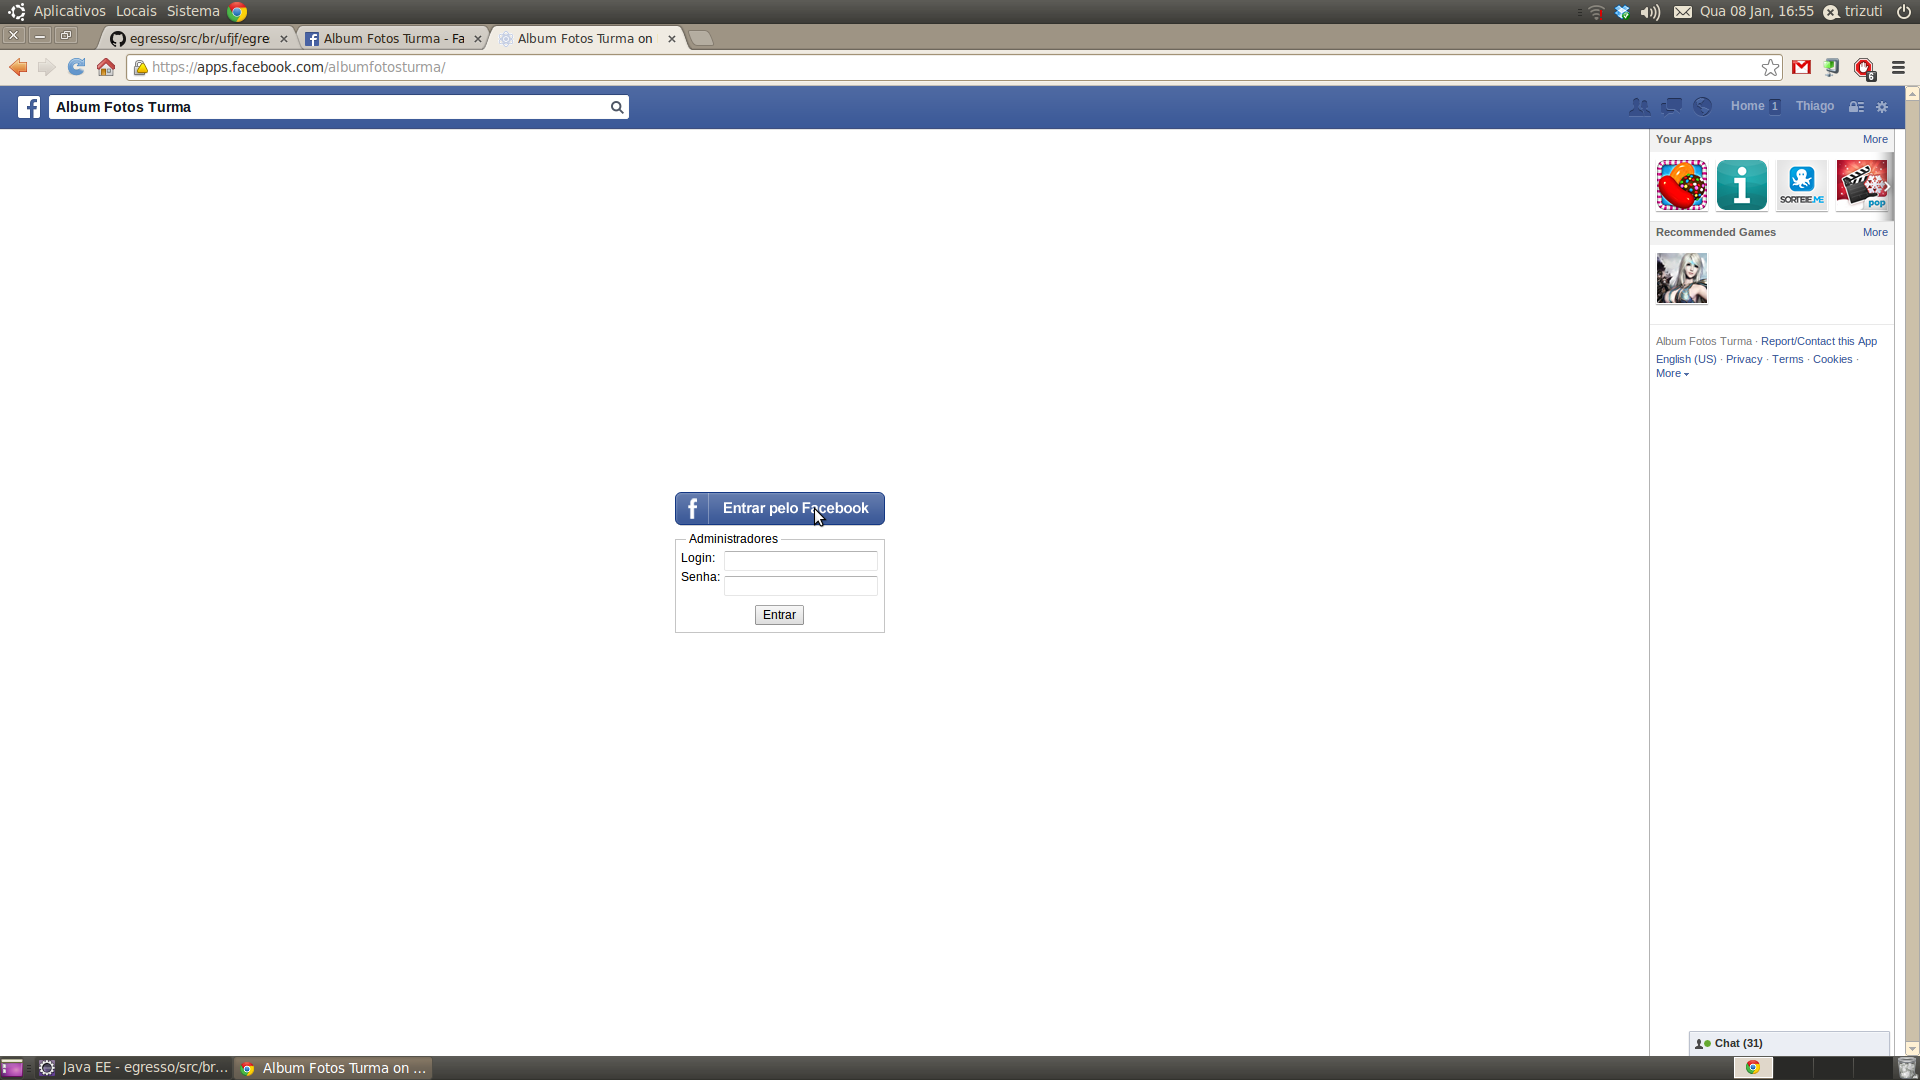 Aplicativos Locais Sistema
Qua 08 Jan, 16:55 trizuti
egresso/src/br/ufjf/egre
Album Fotos Turma - Fa
Album Fotos Turma on
https://apps.facebook.com/albumfotosturma/
6
Album Fotos Turma
Home 1 Thiago
Your Apps More
SORTEIE.ME
pop
Recommended Games More
Album Fotos Turma · Report/Contact this App
English (US) · Privacy · Terms · Cookies ·
More
Entrar pelo Facebook
Administradores
Login:
Senha:
Entrar
Chat (31)
Java EE - egresso/src/br...
Album Fotos Turma on ...